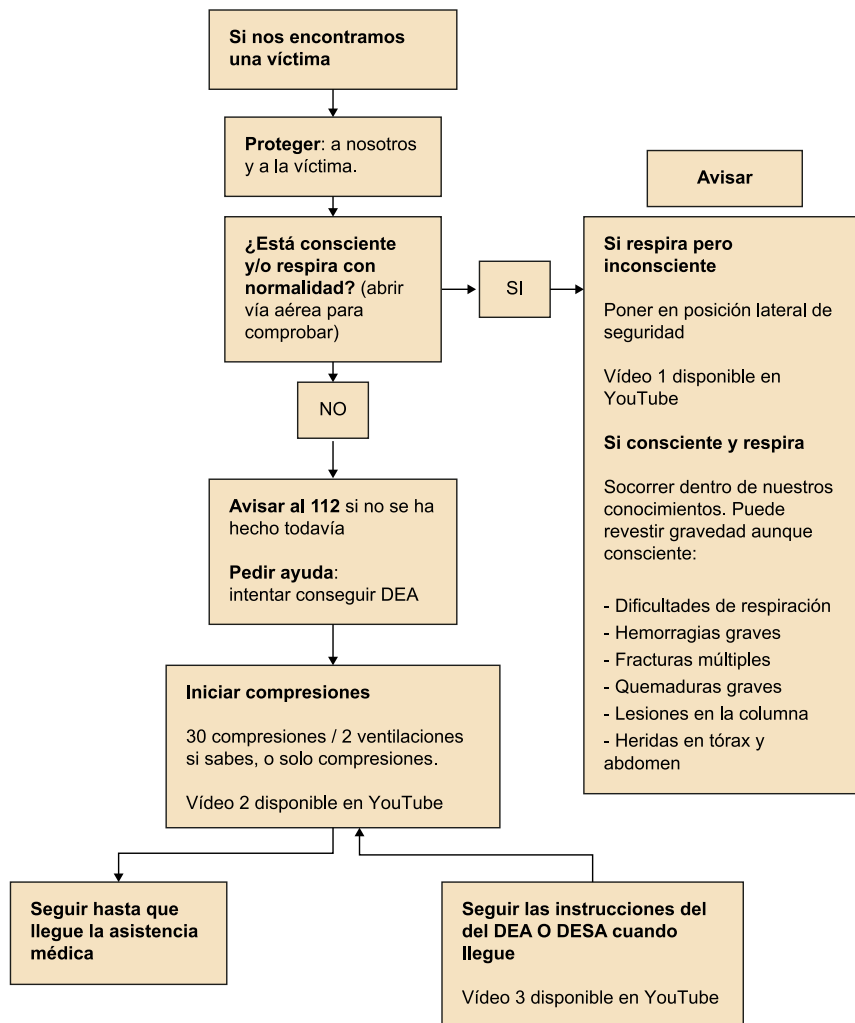 Si nos encontramos
una víctima
Proteger: a nosotros
y a la víctima.
¿Está consciente
y/o respira con
normalidad? (abrir
vía aérea para
comprobar)
SI
Avisar
Si respira pero
inconsciente
Poner en posición lateral de
seguridad
Vídeo 1 disponible en
YouTube
Si consciente y respira
Socorrer dentro de nuestros
conocimientos. Puede
revestir gravedad aunque
consciente:
- Dificultades de respiración
- Hemorragias graves
- Fracturas múltiples
- Quemaduras graves
- Lesiones en la columna
- Heridas en tórax y
abdomen
NO
Avisar al 112 si no se ha
hecho todavía
Pedir ayuda:
intentar conseguir DEA
Iniciar compresiones
30 compresiones / 2 ventilaciones
si sabes, o solo compresiones.
Vídeo 2 disponible en YouTube
Seguir hasta que
llegue la asistencia
médica
Seguir las instrucciones del
del DEA O DESA cuando
llegue
Vídeo 3 disponible en YouTube